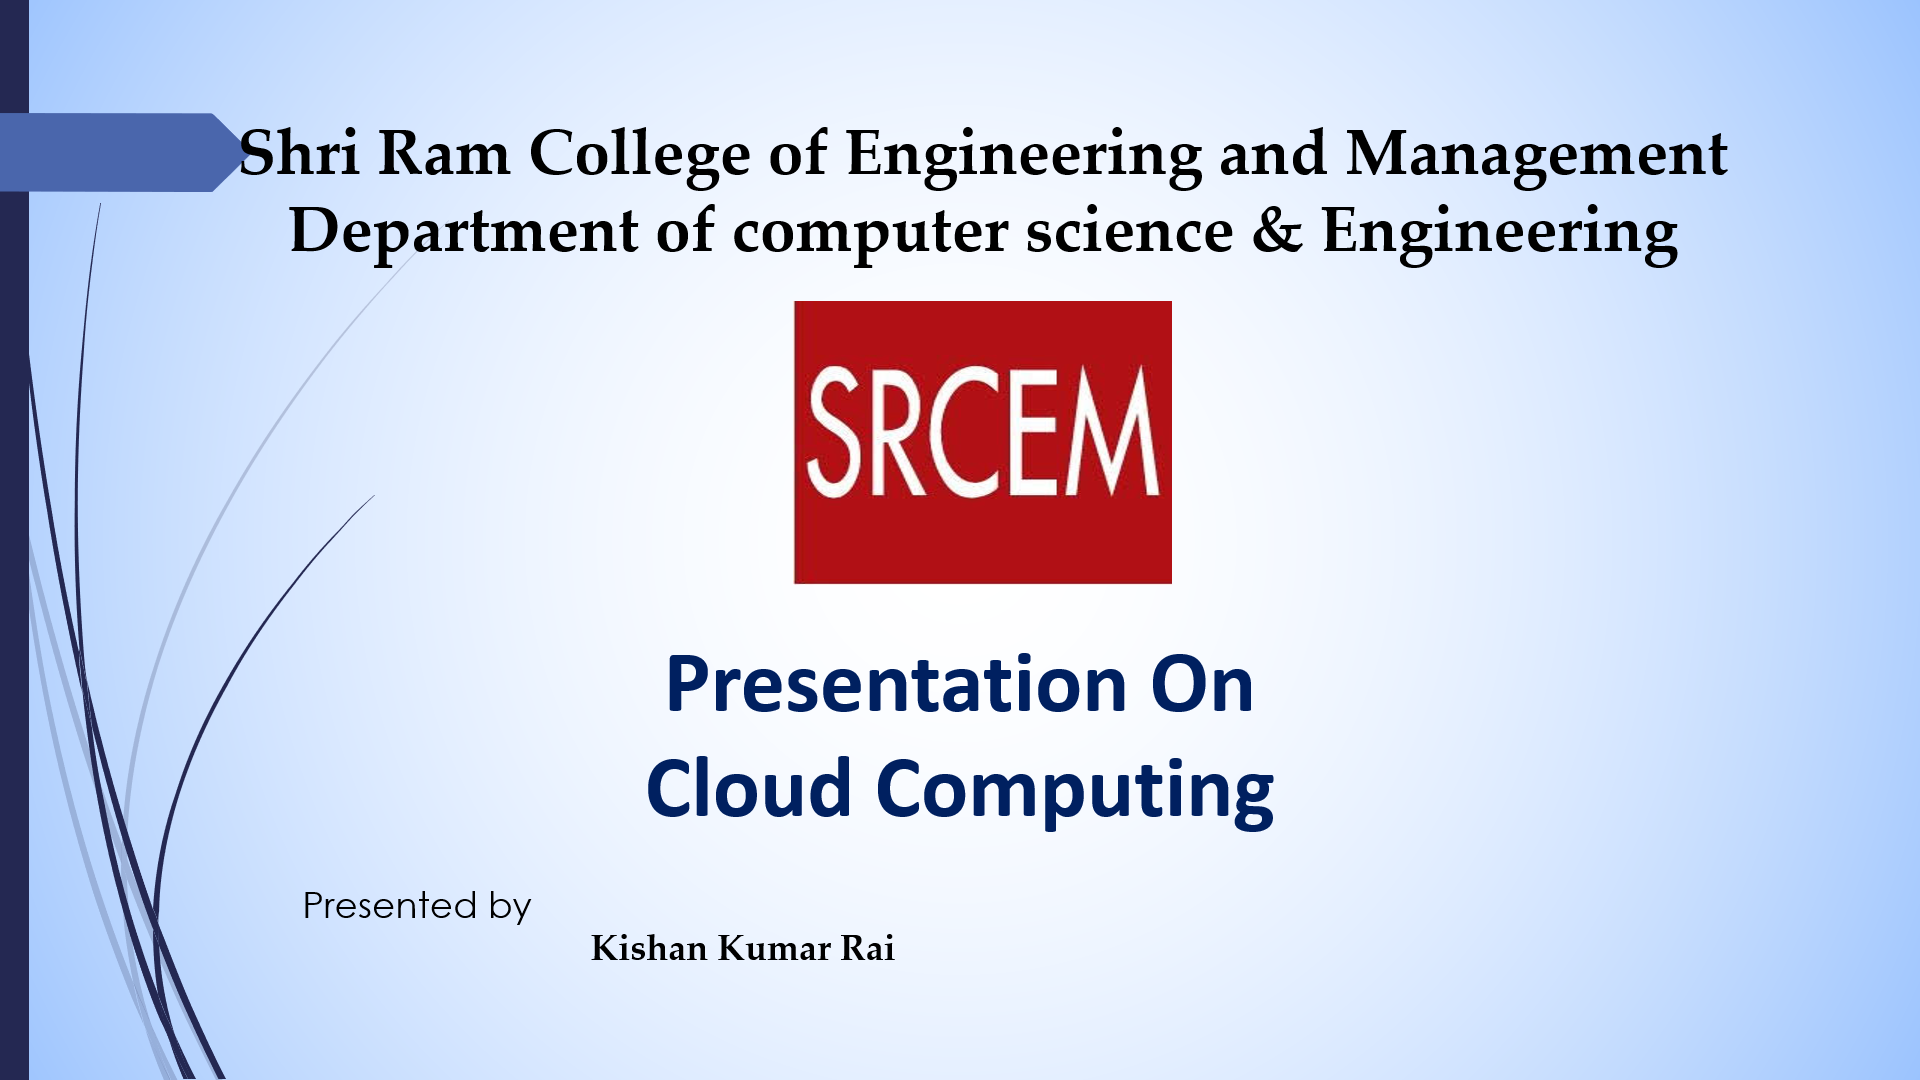 Shri Ram College of Engineering and Management
Department of computer science & Engineering
SRCEM
Presentation On
Cloud Computing
Presented by
Kishan Kumar Rai